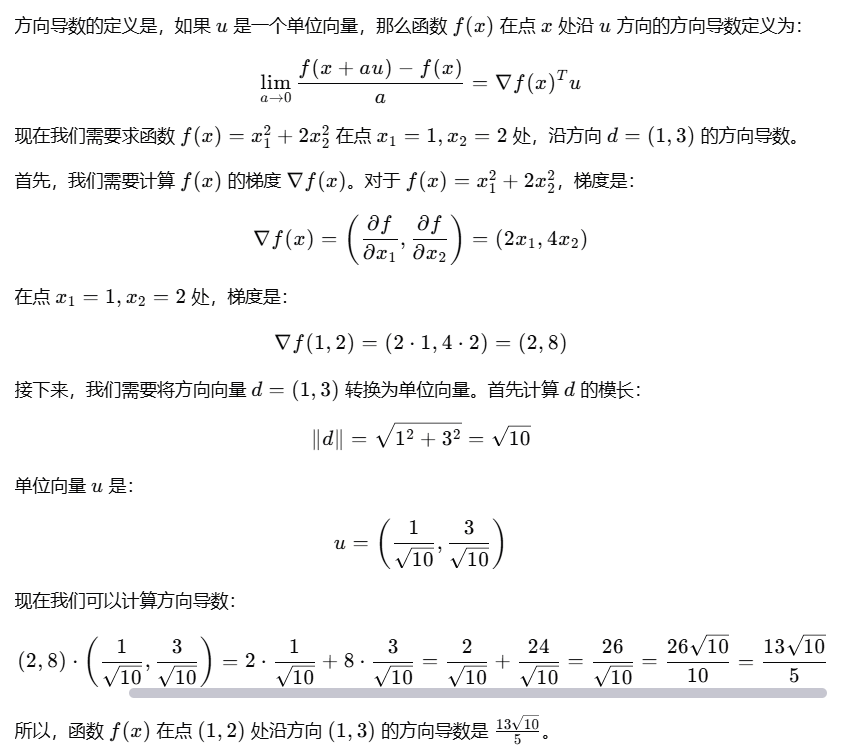 方向导数的定义是，如果 u 是一个单位向量，那么函数 f(x) 在点 x 处沿 u 方向的方向导数定义为：
$\lim_{a \to 0} \frac{f(x + au) - f(x)}{a} = \nabla f(x)^T u$
现在我们需要求函数 $f(x) = x_1^2 + 2x_2^2$ 在点 $x_1 = 1, x_2 = 2$ 处，沿方向 $d = (1, 3)$ 的方向导数。
首先，我们需要计算 $f(x)$ 的梯度 $\nabla f(x)$。对于 $f(x) = x_1^2 + 2x_2^2$，梯度是：
$\nabla f(x) = \left( \frac{\partial f}{\partial x_1}, \frac{\partial f}{\partial x_2} \right) = (2x_1, 4x_2)$
在点 $x_1 = 1, x_2 = 2$ 处，梯度是：
$\nabla f(1, 2) = (2 \cdot 1, 4 \cdot 2) = (2, 8)$
接下来，我们需要将方向向量 $d = (1, 3)$ 转换为单位向量。首先计算 $d$ 的模长：
$\|d\| = \sqrt{1^2 + 3^2} = \sqrt{10}$
单位向量 $u$ 是：
$u = \left( \frac{1}{\sqrt{10}}, \frac{3}{\sqrt{10}} \right)$
现在我们可以计算方向导数：
$(2, 8) \cdot \left( \frac{1}{\sqrt{10}}, \frac{3}{\sqrt{10}} \right) = 2 \cdot \frac{1}{\sqrt{10}} + 8 \cdot \frac{3}{\sqrt{10}} = \frac{2}{\sqrt{10}} + \frac{24}{\sqrt{10}} = \frac{26}{\sqrt{10}} = \frac{26\sqrt{10}}{10} = \frac{13\sqrt{10}}{5}$
所以，函数 $f(x)$ 在点 $(1, 2)$ 处沿方向 $(1, 3)$ 的方向导数是 $\frac{13\sqrt{10}}{5}$。